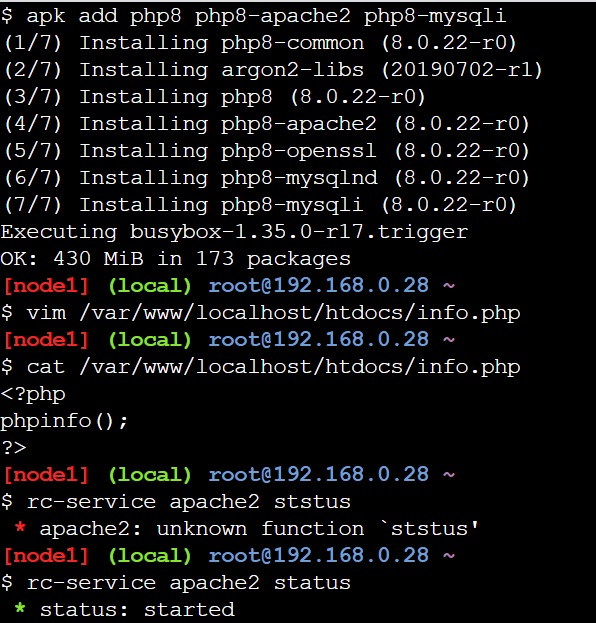 $ apk add php8 php8-apache2 php8-mysqli
(1/7) Installing php8-common (8.0.22-r0)
(2/7) Installing argon2-libs (20190702-r1)
(3/7) Installing php8 (8.0.22-r0)
(4/7) Installing php8-apache2 (8.0.22-r0)
(5/7) Installing php8-openssl (8.0.22-r0)
(6/7) Installing php8-mysqlnd (8.0.22-r0)
(7/7) Installing php8-mysqli (8.0.22-r0)
Executing busybox-1.35.0-r17.trigger
OK: 430 MiB in 173 packages
[node1] (local) root@192.168.0.28 ~
$ vim /var/www/localhost/htdocs/info.php
[node1] (local) root@192.168.0.28 ~
$ cat /var/www/localhost/htdocs/info.php
<?php
phpinfo();
?>
[node1] (local) root@192.168.0.28 ~
$ rc-service apache2 ststus
 * apache2: unknown function `ststus'
[node1] (local) root@192.168.0.28 ~
$ rc-service apache2 status
 * status: started